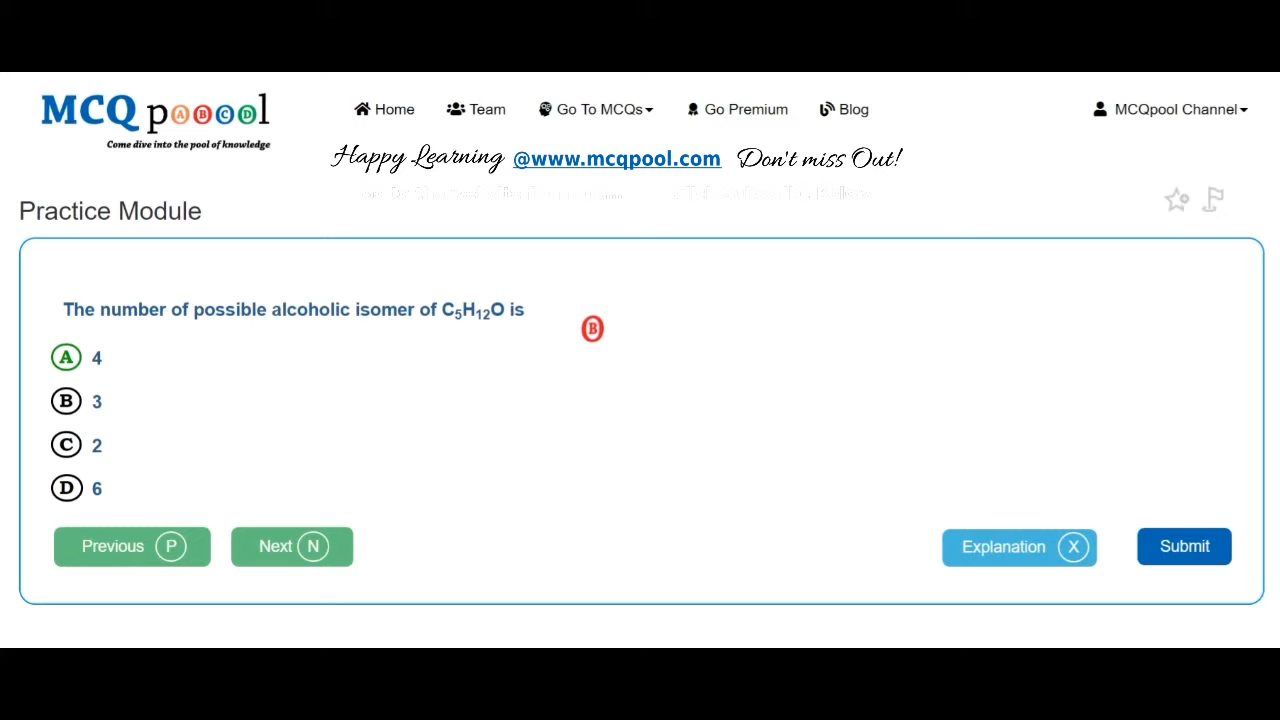 MCQ pABCDl
Come dive into the pool of knowledge
Home Team Go To MCQs Go Premium Blog MCQpool Channel
Happy Learning @www.mcqpool.com Don't miss Out!
Practice Module
The number of possible alcoholic isomer of C₅H₁₂O is
B
A 4
B 3
C 2
D 6
Previous P Next N Explanation X Submit